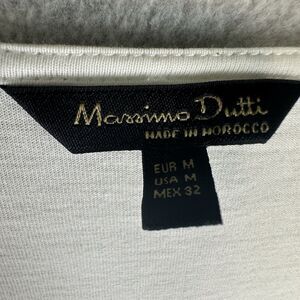 Massimo Dutti
MADE IN MOROCCO
EUR M
USA M
MEX 32